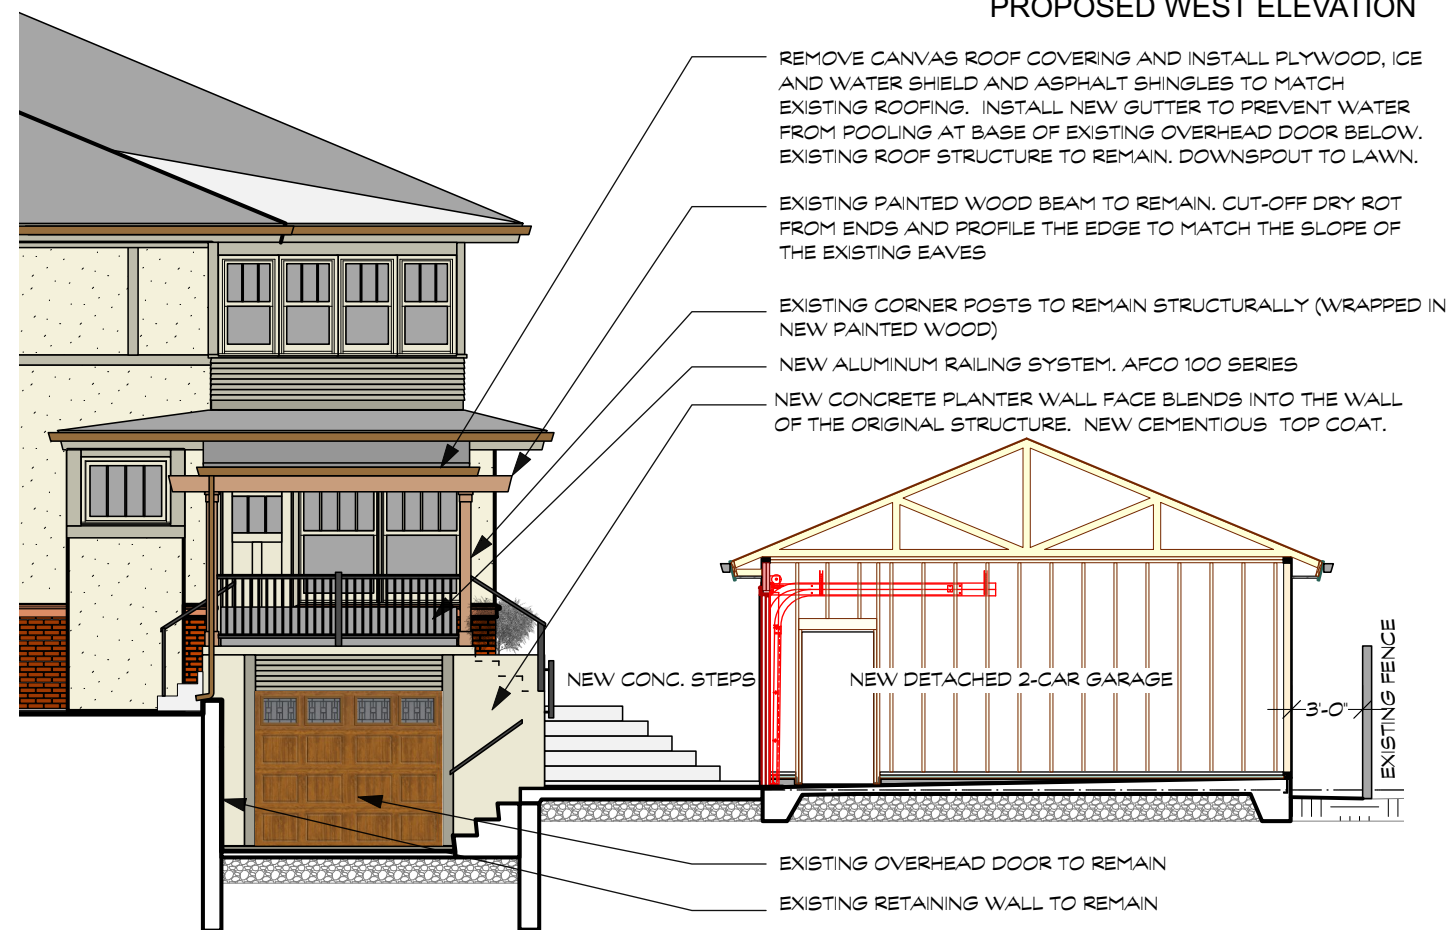 PROPOSED WEST ELEVATION
REMOVE CANVAS ROOF COVERING AND INSTALL PLYWOOD, ICE
AND WATER SHIELD AND ASPHALT SHINGLES TO MATCH
EXISTING ROOFING. INSTALL NEW GUTTER TO PREVENT WATER
FROM POOLING AT BASE OF EXISTING OVERHEAD DOOR BELOW.
EXISTING ROOF STRUCTURE TO REMAIN. DOWNSPOUT TO LAWN.
EXISTING PAINTED WOOD BEAM TO REMAIN. CUT-OFF DRY ROT
FROM ENDS AND PROFILE THE EDGE TO MATCH THE SLOPE OF
THE EXISTING EAVES
EXISTING CORNER POSTS TO REMAIN STRUCTURALLY (WRAPPED IN
NEW PAINTED WOOD)
NEW ALUMINUM RAILING SYSTEM. AFCO 100 SERIES
NEW CONCRETE PLANTER WALL FACE BLENDS INTO THE WALL
OF THE ORIGINAL STRUCTURE. NEW CEMENTIOUS TOP COAT.
NEW CONC. STEPS
NEW DETACHED 2-CAR GARAGE
3'-0"
EXISTING FENCE
EXISTING OVERHEAD DOOR TO REMAIN
EXISTING RETAINING WALL TO REMAIN